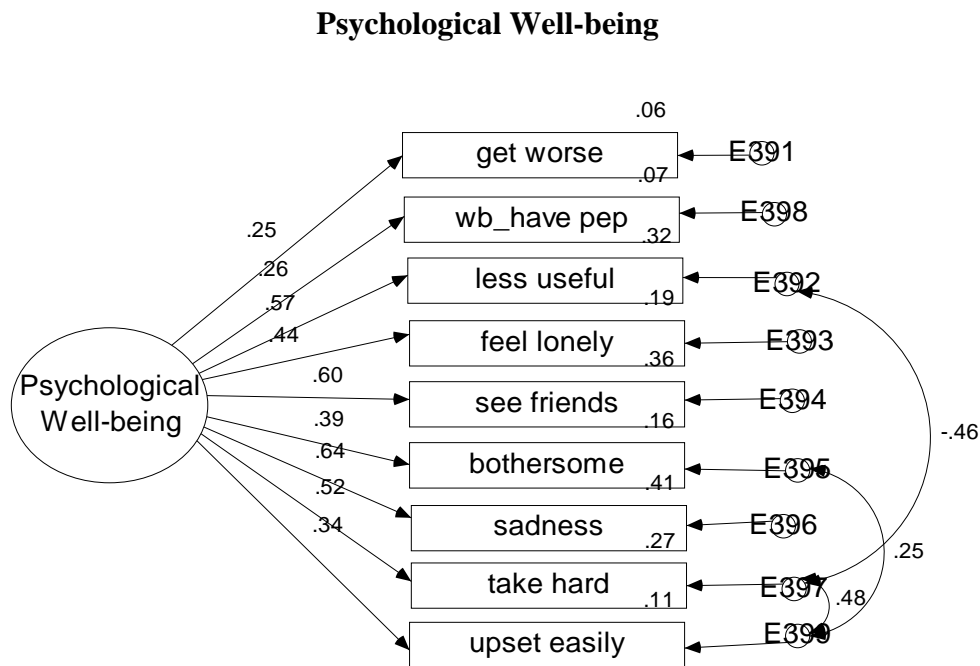 Psychological Well-being
.06
get worse
E391
.07
wb_have pep
E398
.25
.32
.26
less useful
E392
.57
.19
.44
feel lonely
E393
.36
Psychological
Well-being
.60
see friends
E394
.39
.16
-.46
bothersome
E395
.64
.41
.52
sadness
E396
.34
.27
.25
take hard
E397
.48
.11
upset easily
E399